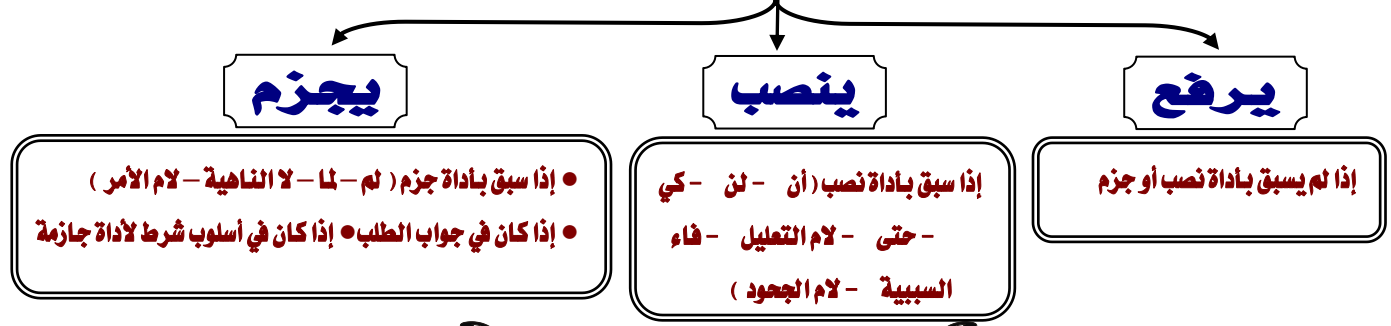 يرفع
إذا لم يسبق بأداة نصب أو جزم
ينصب
إذا سبق بأداة نصب ( أن - لن - كي
- حتى - لام التعليل - فاء
السببية - لام الجحود )
يجزم
● إذا سبق بأداة جزم ( لم – لما – لا الناهية – لام الأمر )
● إذا كان في جواب الطلب● إذا كان في أسلوب شرط لأداة جازمة